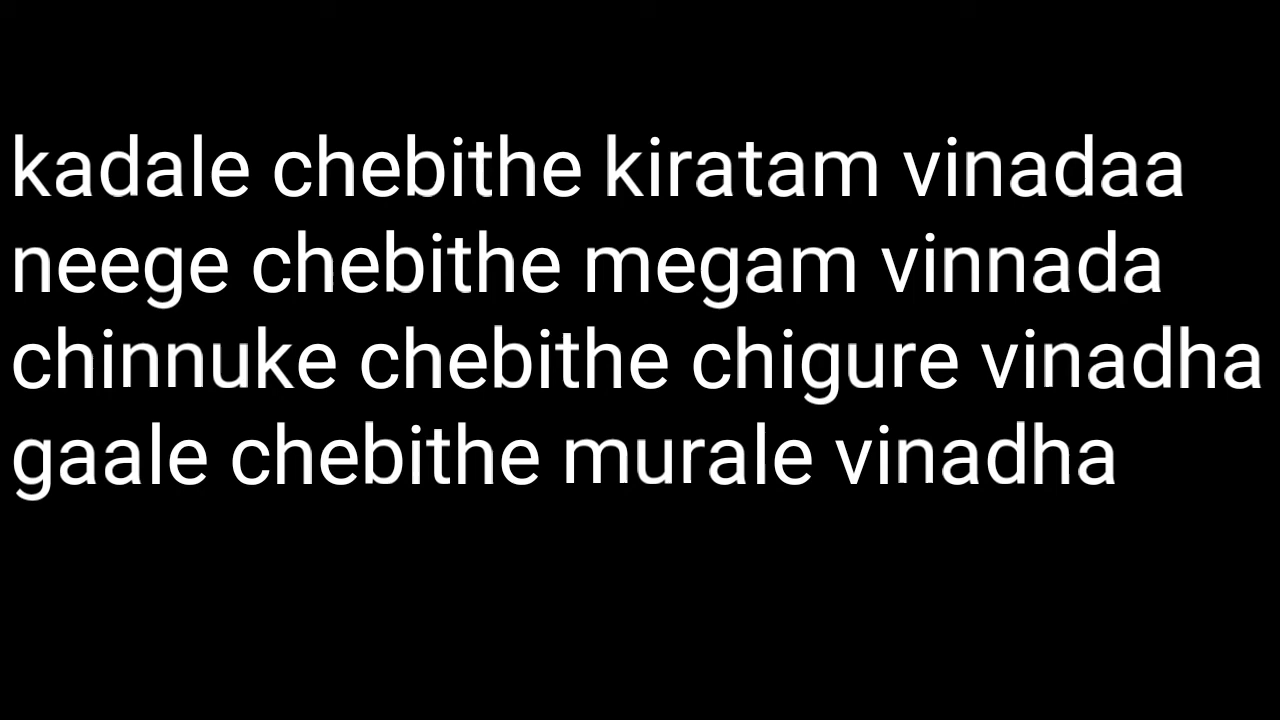 kadale chebithe kiratam vinadaa
neege chebithe megam vinnada
chinnuke chebithe chigure vinadha
gaale chebithe murale vinadha